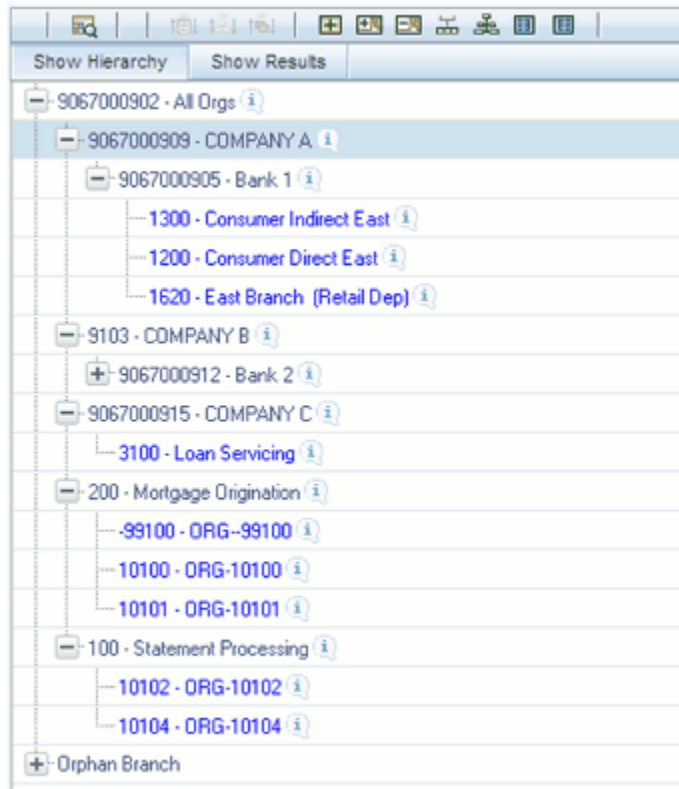 Show Hierarchy Show Results
9067000902 - All Orgs
9067000909 - COMPANY A
9067000905 - Bank 1
1300 - Consumer Indirect East
1200 - Consumer Direct East
1620 - East Branch (Retail Dep)
9103 - COMPANY B
9067000912 - Bank 2
9067000915 - COMPANY C
3100 - Loan Servicing
200 - Mortgage Origination
-99100 - ORG--99100
10100 - ORG-10100
10101 - ORG-10101
100 - Statement Processing
10102 - ORG-10102
10104 - ORG-10104
Orphan Branch